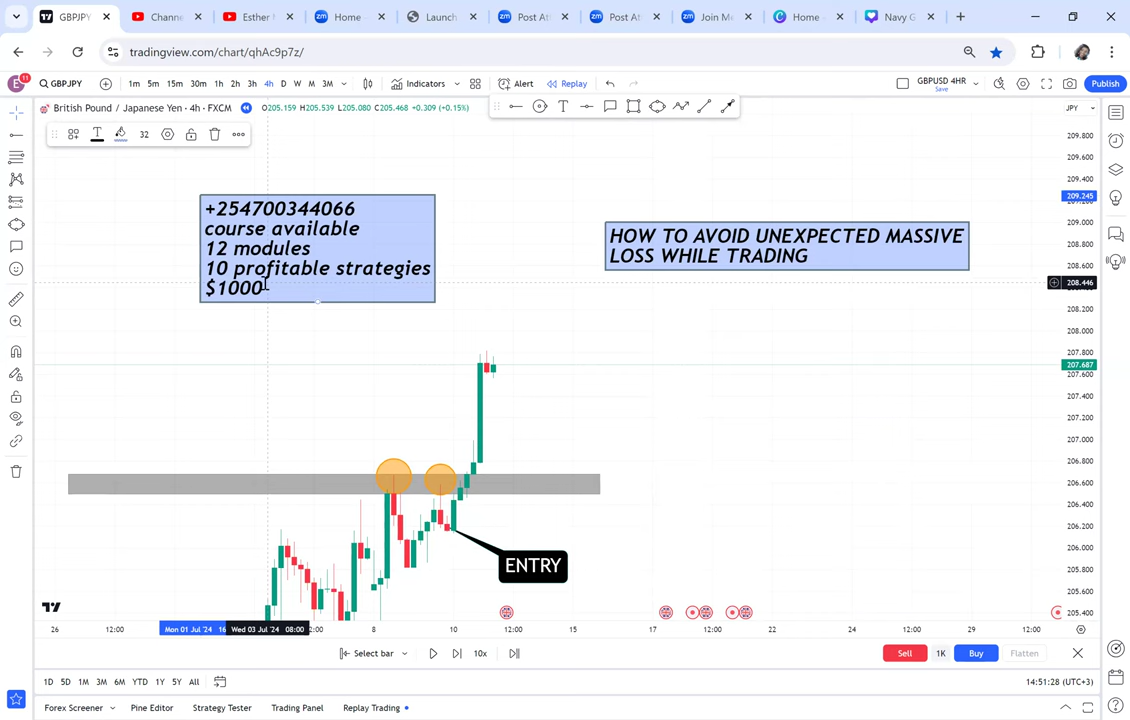 GBPJPY
Channe
Esther
Home
Launch
Post At
Post At
Join Me
Home -
Navy G
tradingview.com/chart/qhAc9p7z/
E
11
GBPJPY
1m 5m 15m 30m 1h 2h 3h 4h D W M 3M
Indicators
Alert
Replay
GBPUSD 4HR
Save
Publish
British Pound / Japanese Yen · 4h · FXCM
O205.159 H205.539 L205.080 C205.468 +0.309 (+0.15%)
JPY
32
209.800
209.600
209.400
209.245
209.000
208.800
208.600
208.446
208.200
208.000
207.800
207.687
207.600
207.400
207.200
207.000
206.800
206.600
206.400
206.200
206.000
205.800
205.600
205.400
+254700344066
course available
12 modules
10 profitable strategies
$1000
HOW TO AVOID UNEXPECTED MASSIVE
LOSS WHILE TRADING
ENTRY
26 12:00 Mon 01 Jul '24 16 Wed 03 Jul '24 08:00 2:00 8 10 12:00 15 17 12:00 22 24 12:00 29 12:00
Select bar
10x
Sell
1K
Buy
Flatten
1D 5D 1M 3M 6M YTD 1Y 5Y All
14:51:28 (UTC+3)
Forex Screener
Pine Editor
Strategy Tester
Trading Panel
Replay Trading